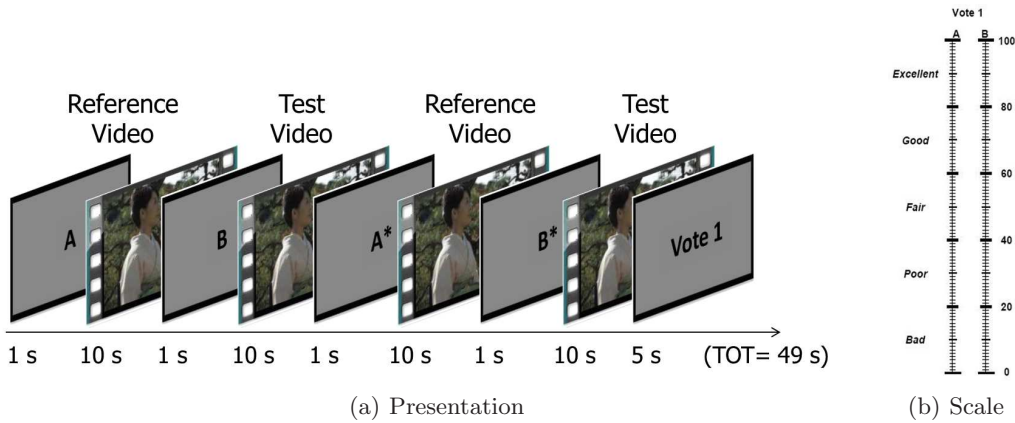 Reference Video
Test Video
Reference Video
Test Video
A
B
A*
B*
Vote 1
1 s 10 s 1 s 10 s 1 s 10 s 1 s 10 s 5 s (TOT= 49 s)
(a) Presentation
Vote 1
A B
100
Excellent
80
Good
60
Fair
40
Poor
20
Bad
0
(b) Scale